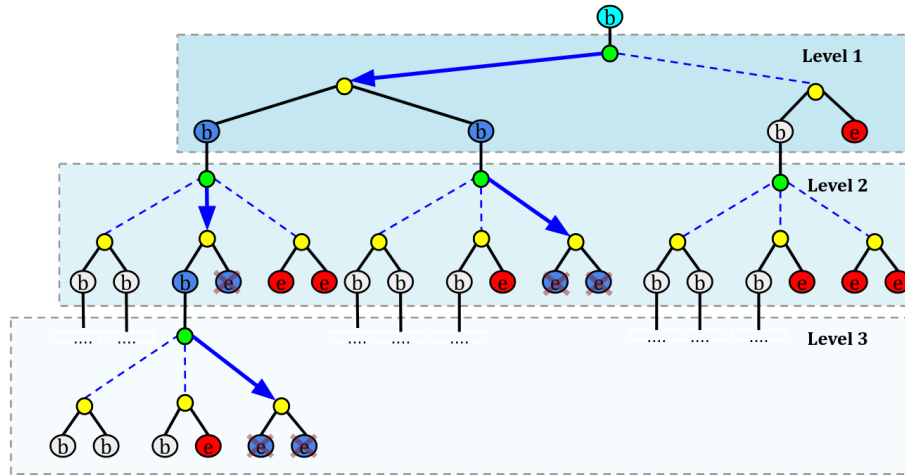 b
Level 1
b b b e
Level 2
b b b e e e b b b e e e b b b e e e
.... .... .... .... .... .... .... ....
Level 3
b b b e e e